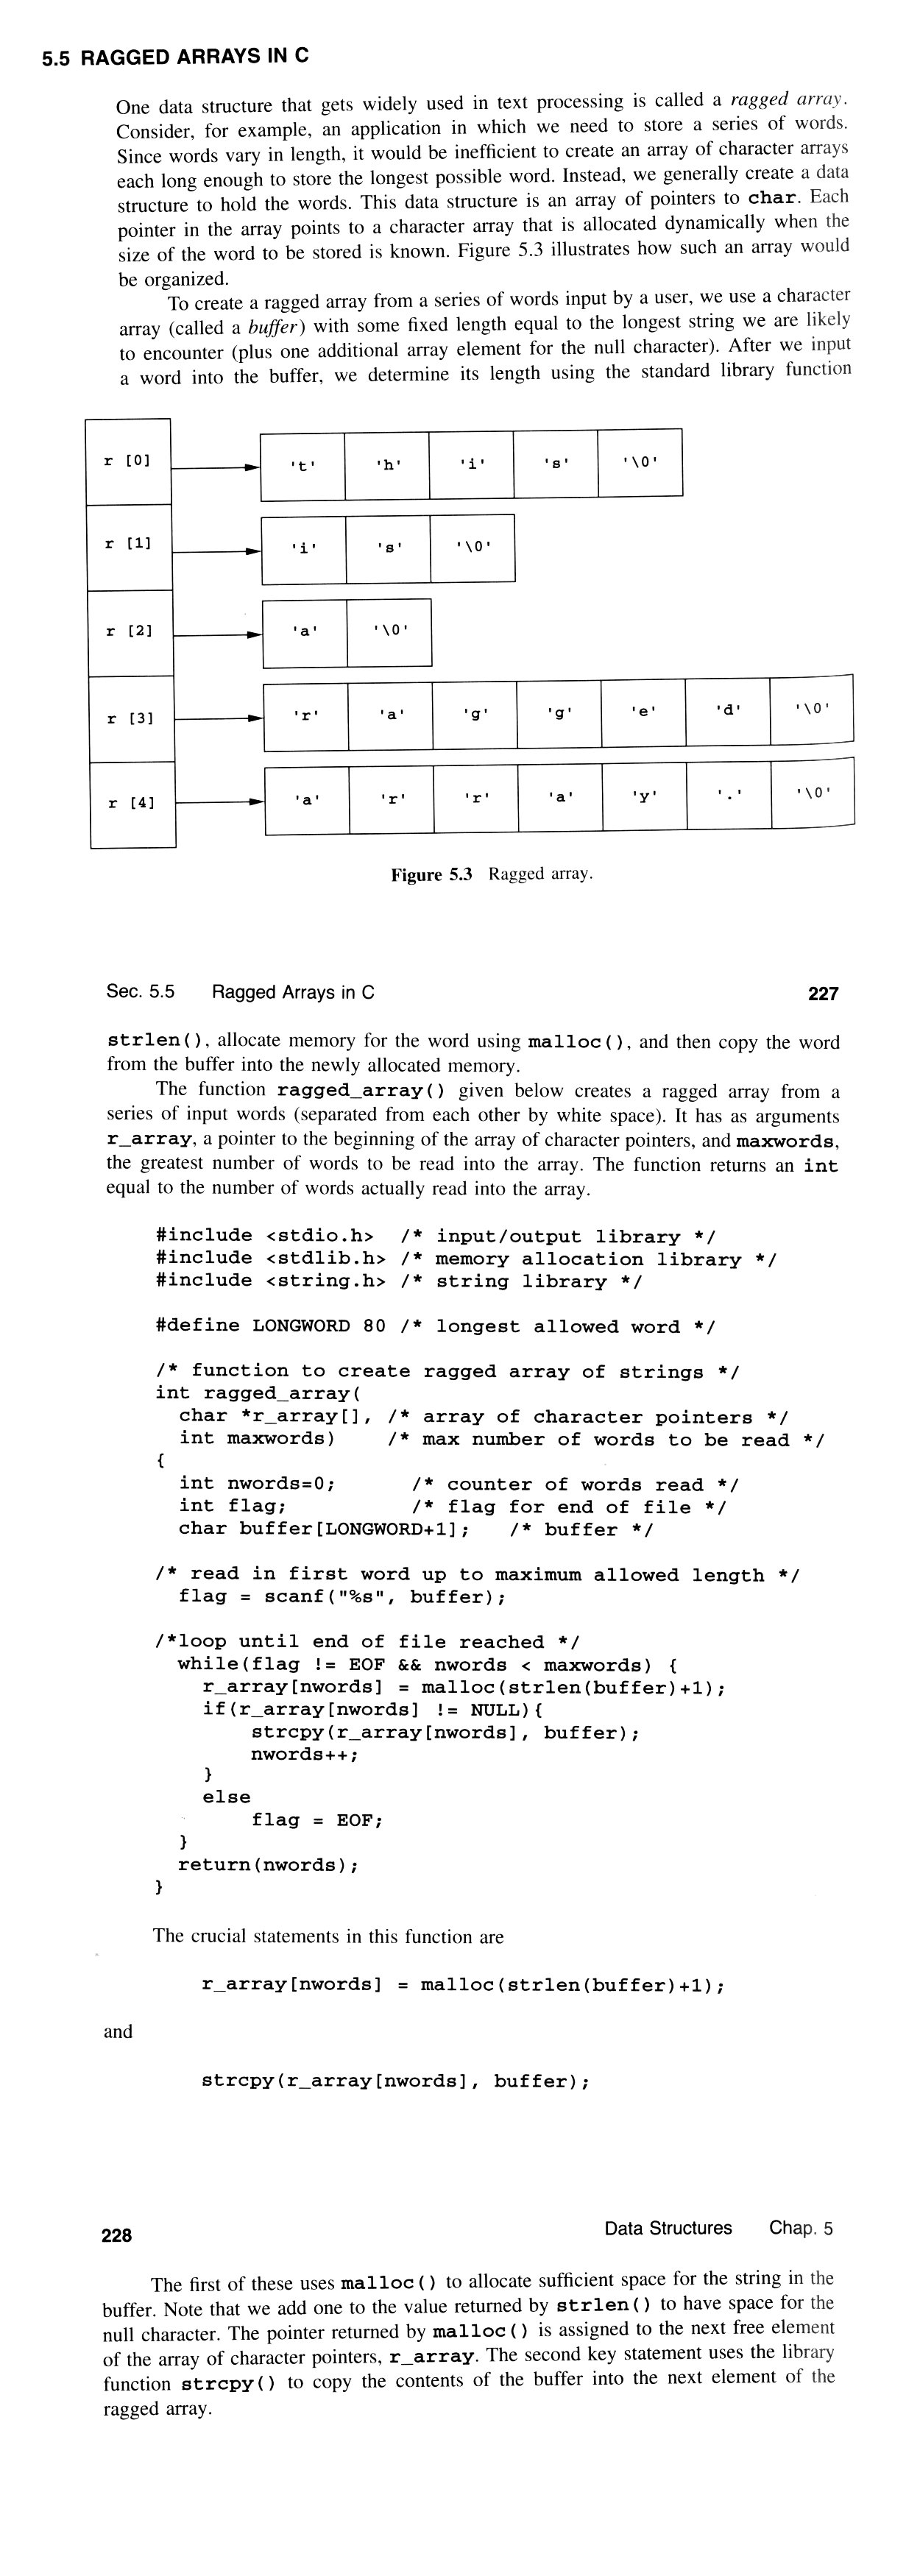 5.5 RAGGED ARRAYS IN C
One data structure that gets widely used in text processing is called a ragged array.
Consider, for example, an application in which we need to store a series of words.
Since words vary in length, it would be inefficient to create an array of character arrays
each long enough to store the longest possible word. Instead, we generally create a data
structure to hold the words. This data structure is an array of pointers to char. Each
pointer in the array points to a character array that is allocated dynamically when the
size of the word to be stored is known. Figure 5.3 illustrates how such an array would
be organized.
To create a ragged array from a series of words input by a user, we use a character
array (called a buffer) with some fixed length equal to the longest string we are likely
to encounter (plus one additional array element for the null character). After we input
a word into the buffer, we determine its length using the standard library function
r [0] 't' 'h' 'i' 's' '\0'
r [1] 'i' 's' '\0'
r [2] 'a' '\0'
r [3] 'r' 'a' 'g' 'g' 'e' 'd' '\0'
r [4] 'a' 'r' 'r' 'a' 'y' '.' '\0'
Figure 5.3 Ragged array.
Sec. 5.5 Ragged Arrays in C 227
strlen(), allocate memory for the word using malloc(), and then copy the word
from the buffer into the newly allocated memory.
The function ragged_array() given below creates a ragged array from a
series of input words (separated from each other by white space). It has as arguments
r_array, a pointer to the beginning of the array of character pointers, and maxwords,
the greatest number of words to be read into the array. The function returns an int
equal to the number of words actually read into the array.
#include <stdio.h> /* input/output library */
#include <stdlib.h> /* memory allocation library */
#include <string.h> /* string library */
#define LONGWORD 80 /* longest allowed word */
/* function to create ragged array of strings */
int ragged_array(
char *r_array[], /* array of character pointers */
int maxwords) /* max number of words to be read */
{
int nwords=0; /* counter of words read */
int flag; /* flag for end of file */
char buffer[LONGWORD+1]; /* buffer */
/* read in first word up to maximum allowed length */
flag = scanf("%s", buffer);
/*loop until end of file reached */
while(flag != EOF && nwords < maxwords) {
r_array[nwords] = malloc(strlen(buffer)+1);
if(r_array[nwords] != NULL){
strcpy(r_array[nwords], buffer);
nwords++;
}
else
flag = EOF;
}
return(nwords);
}
The crucial statements in this function are
r_array[nwords] = malloc(strlen(buffer)+1);
and
strcpy(r_array[nwords], buffer);
228 Data Structures Chap. 5
The first of these uses malloc() to allocate sufficient space for the string in the
buffer. Note that we add one to the value returned by strlen() to have space for the
null character. The pointer returned by malloc() is assigned to the next free element
of the array of character pointers, r_array. The second key statement uses the library
function strcpy() to copy the contents of the buffer into the next element of the
ragged array.